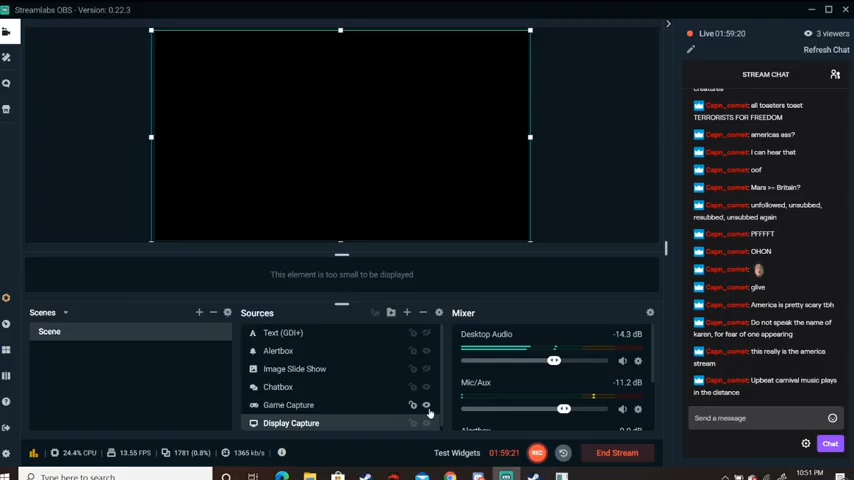 Streamlabs OBS - Version: 0.22.3
Live 01:59:20
3 viewers
Refresh Chat
STREAM CHAT
Creatures
Capn_comet: all toasters toast
TERRORISTS FOR FREEDOM
Capn_comet: americas ass?
Capn_comet: I can hear that
Capn_comet: oof
Capn_comet: Mars >= Britain?
Capn_comet: unfollowed, unsubbed,
resubbed, unsubbed again
Capn_comet: PFFFFT
Capn_comet: OHON
Capn_comet:
Capn_comet: glive
Capn_comet: America is pretty scary tbh
Capn_comet: Do not speak the name of
karen, for fear of one appearing
Capn_comet: this really is the america
stream
Capn_comet: Upbeat carnival music plays
in the distance
Send a message
Chat
This element is too small to be displayed
Scenes
Scene
Sources
Text (GDI+)
Alertbox
Image Slide Show
Chatbox
Game Capture
Display Capture
Mixer
Desktop Audio -14.3 dB
Mic/Aux -11.2 dB
Alertbox 0.0 dB
24.4% CPU 13.55 FPS 1781 (0.8%) 1365 kb/s
Test Widgets 01:59:21 REC End Stream
Type here to search
10:51 PM